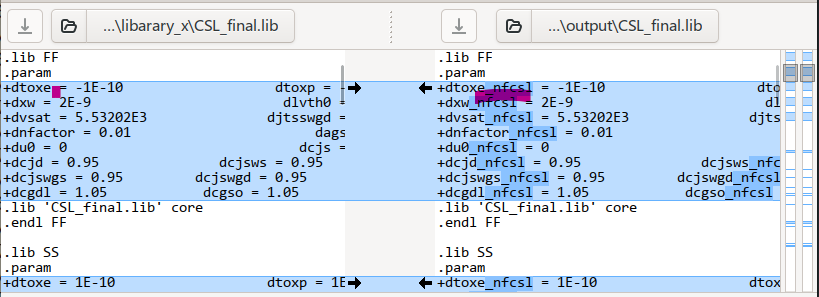 ...\libarary_x\CSL_final.lib
.lib FF
.param
+dtoxe = -1E-10 dtoxp = -
+dxw = 2E-9 dlvth0 =
+dvsat = 5.53202E3 djtsswgd =
+dnfactor = 0.01 dags
+du0 = 0 dcjs =
+dcjd = 0.95 dcjsws = 0.95
+dcjswgs = 0.95 dcjswgd = 0.95
+dcgdl = 1.05 dcgso = 1.05
.lib 'CSL_final.lib' core
.endl FF
.lib SS
.param
+dtoxe = 1E-10 dtoxp = 1E
...\output\CSL_final.lib
.lib FF
.param
+dtoxe_nfcsl = -1E-10 dto
+dxw_nfcsl = 2E-9 dl
+dvsat_nfcsl = 5.53202E3 djts
+dnfactor_nfcsl = 0.01
+du0_nfcsl = 0
+dcjd_nfcsl = 0.95 dcjsws_nfc
+dcjswgs_nfcsl = 0.95 dcjswgd_nfcsl
+dcgdl_nfcsl = 1.05 dcgso_nfcsl
.lib 'CSL_final.lib' core
.endl FF
.lib SS
.param
+dtoxe_nfcsl = 1E-10 dtox